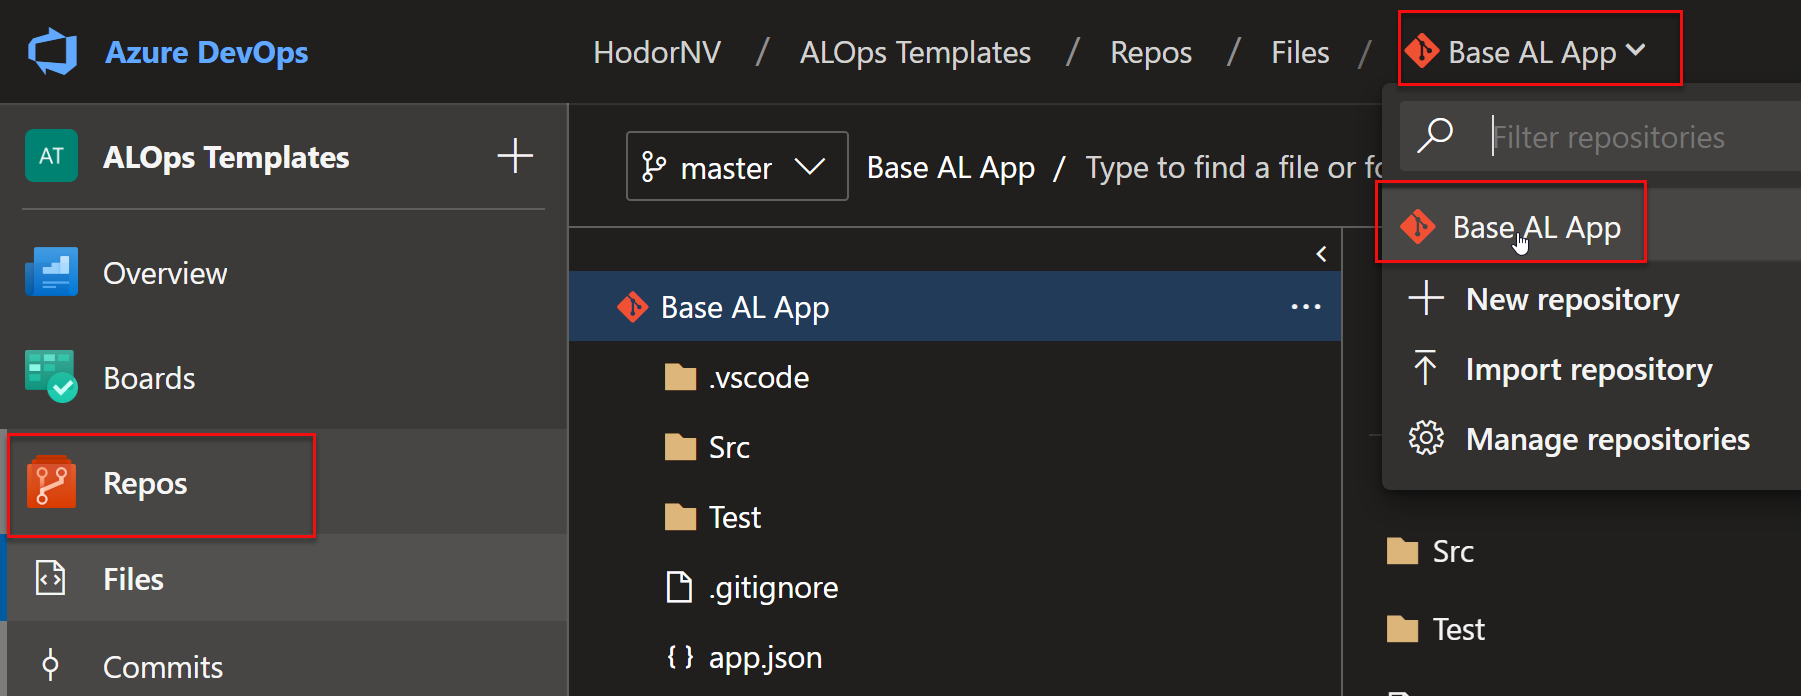 Azure DevOps
HodorNV / ALOps Templates / Repos / Files / Base AL App
AT ALOps Templates
Overview
Boards
Repos
Files
Commits
master
Base AL App / Type to find a file or fo
Base AL App
.vscode
Src
Test
.gitignore
{ } app.json
Filter repositories
Base AL App
New repository
Import repository
Manage repositories
Src
Test